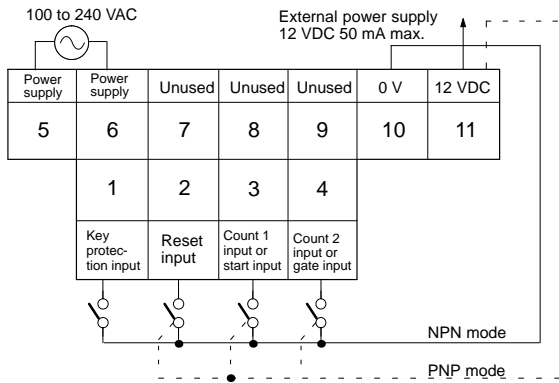 100 to 240 VAC
External power supply
12 VDC 50 mA max.
Power
supply
Power
supply
Unused
Unused
Unused
0 V
12 VDC
5
6
7
8
9
10
11
1
2
3
4
Key
protec-
tion input
Reset
input
Count 1
input or
start input
Count 2
input or
gate input
NPN mode
PNP mode